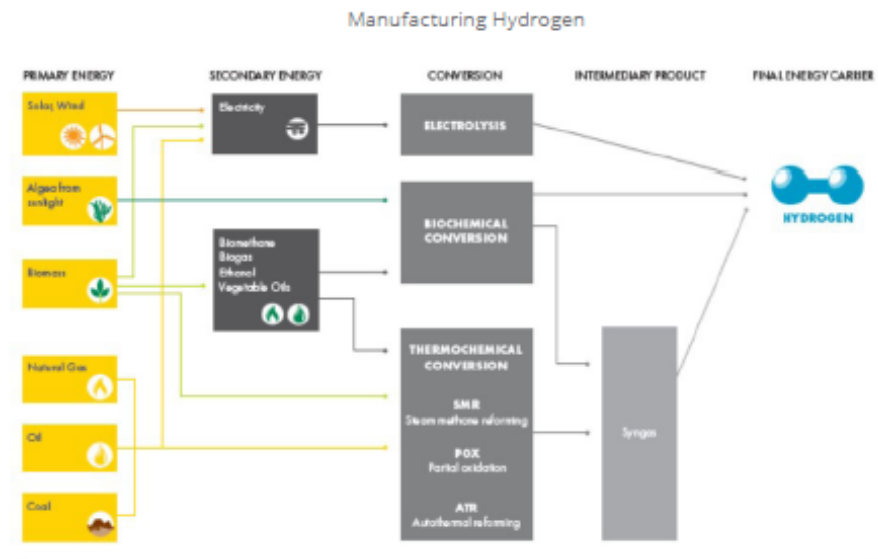 Manufacturing Hydrogen
PRIMARY ENERGY
SECONDARY ENERGY
CONVERSION
INTERMEDIARY PRODUCT
FINAL ENERGY CARRIER
Solar, Wind
Electricity
ELECTROLYSIS
Algea from
sunlight
BIOCHEMICAL
CONVERSION
HYDROGEN
Biomethane
Biogas
Ethanol
Vegetable Oils
Biomass
THERMOCHEMICAL
CONVERSION
SMR
Steam methane reforming
POX
Partial oxidation
ATR
Autothermal reforming
Natural Gas
Oil
Coal
Syngas